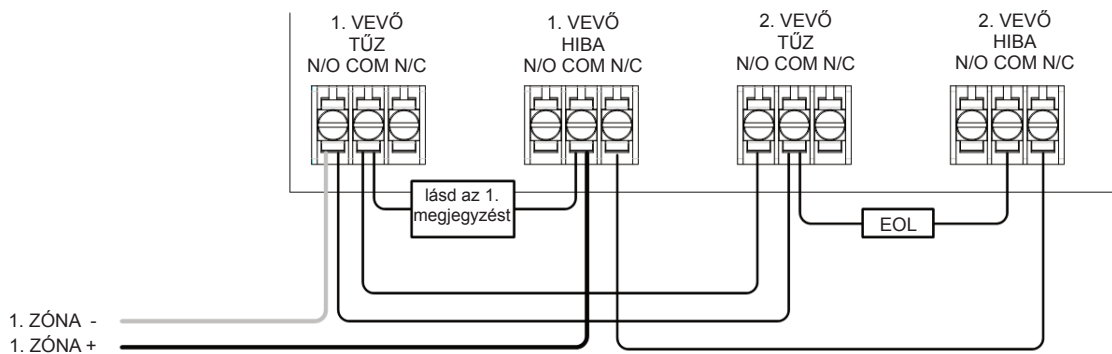 1. VEVŐ
TŰZ
N/O COM N/C
1. VEVŐ
HIBA
N/O COM N/C
2. VEVŐ
TŰZ
N/O COM N/C
2. VEVŐ
HIBA
N/O COM N/C
lásd az 1.
megjegyzést
EOL
1. ZÓNA -
1. ZÓNA +